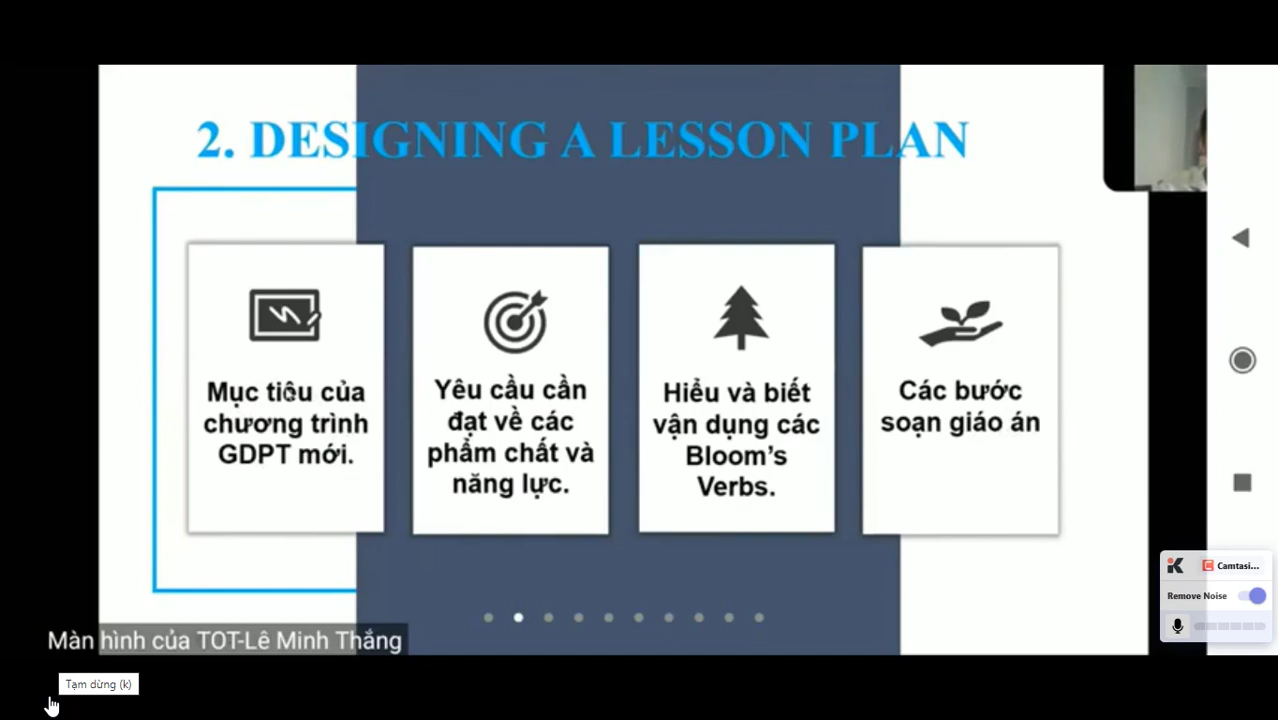 2. DESIGNING A LESSON PLAN
Mục tiêu của
chương trình
GDPT mới.
Yêu cầu cần
đạt về các
phẩm chất và
năng lực.
Hiểu và biết
vận dụng các
Bloom's
Verbs.
Các bước
soạn giáo án
Camtasi...
Remove Noise
Màn hình của TOT-Lê Minh Thắng
Tạm dừng (k)